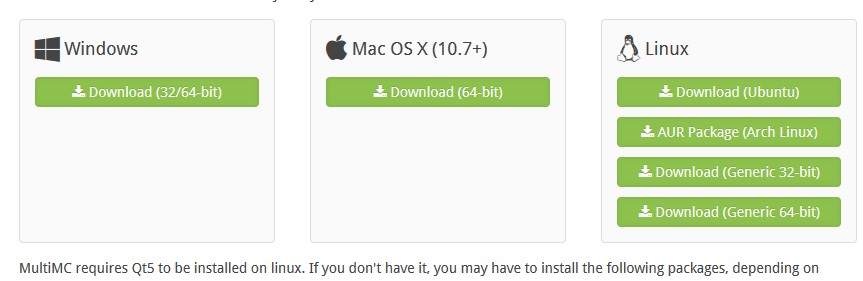 Windows
Download (32/64-bit)
Mac OS X (10.7+)
Download (64-bit)
Linux
Download (Ubuntu)
AUR Package (Arch Linux)
Download (Generic 32-bit)
Download (Generic 64-bit)
MultiMC requires Qt5 to be installed on linux. If you don't have it, you may have to install the following packages, depending on